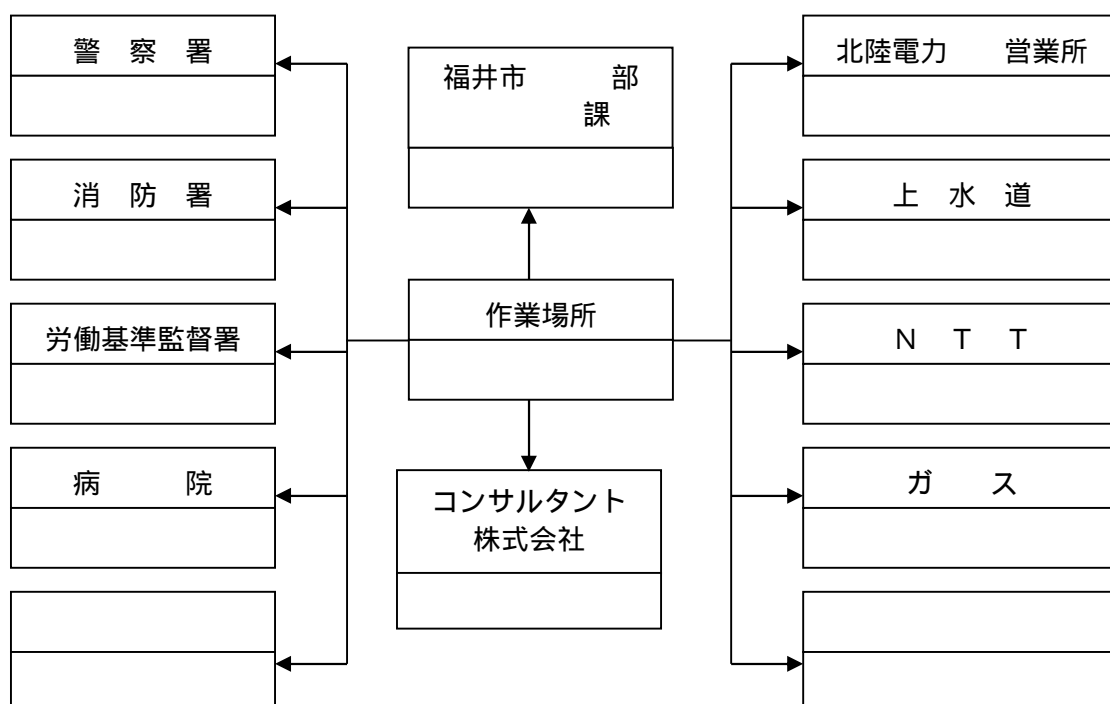 警　察　署
消　防　署
労働基準監督署
病　　　院
福井市　　　部
課
作業場所
コンサルタント
株式会社
北陸電力　　営業所
上　水　道
Ｎ　Ｔ　Ｔ
ガ　　ス